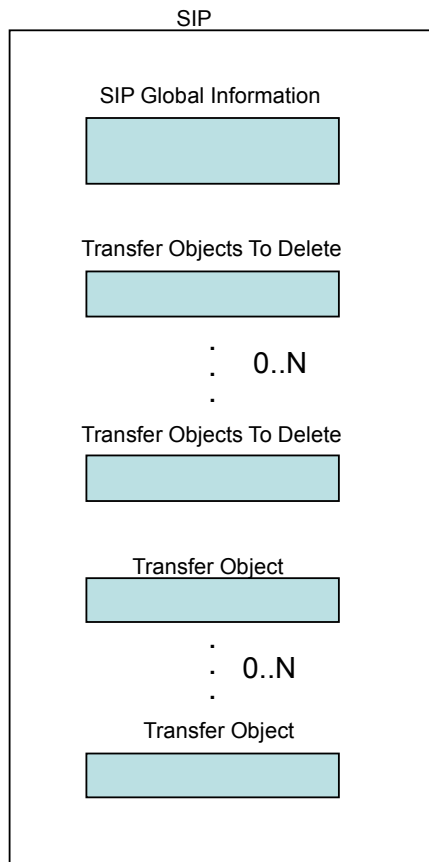 SIP
SIP Global Information
Transfer Objects To Delete
0..N
Transfer Objects To Delete
Transfer Object
0..N
Transfer Object